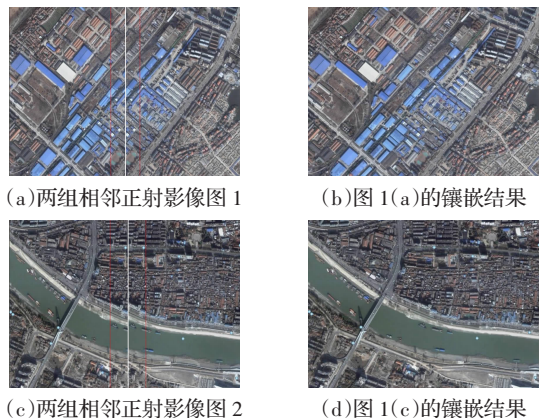 (a)两组相邻正射影像图 1
(b)图 1(a)的镶嵌结果
(c)两组相邻正射影像图 2
(d)图 1(c)的镶嵌结果